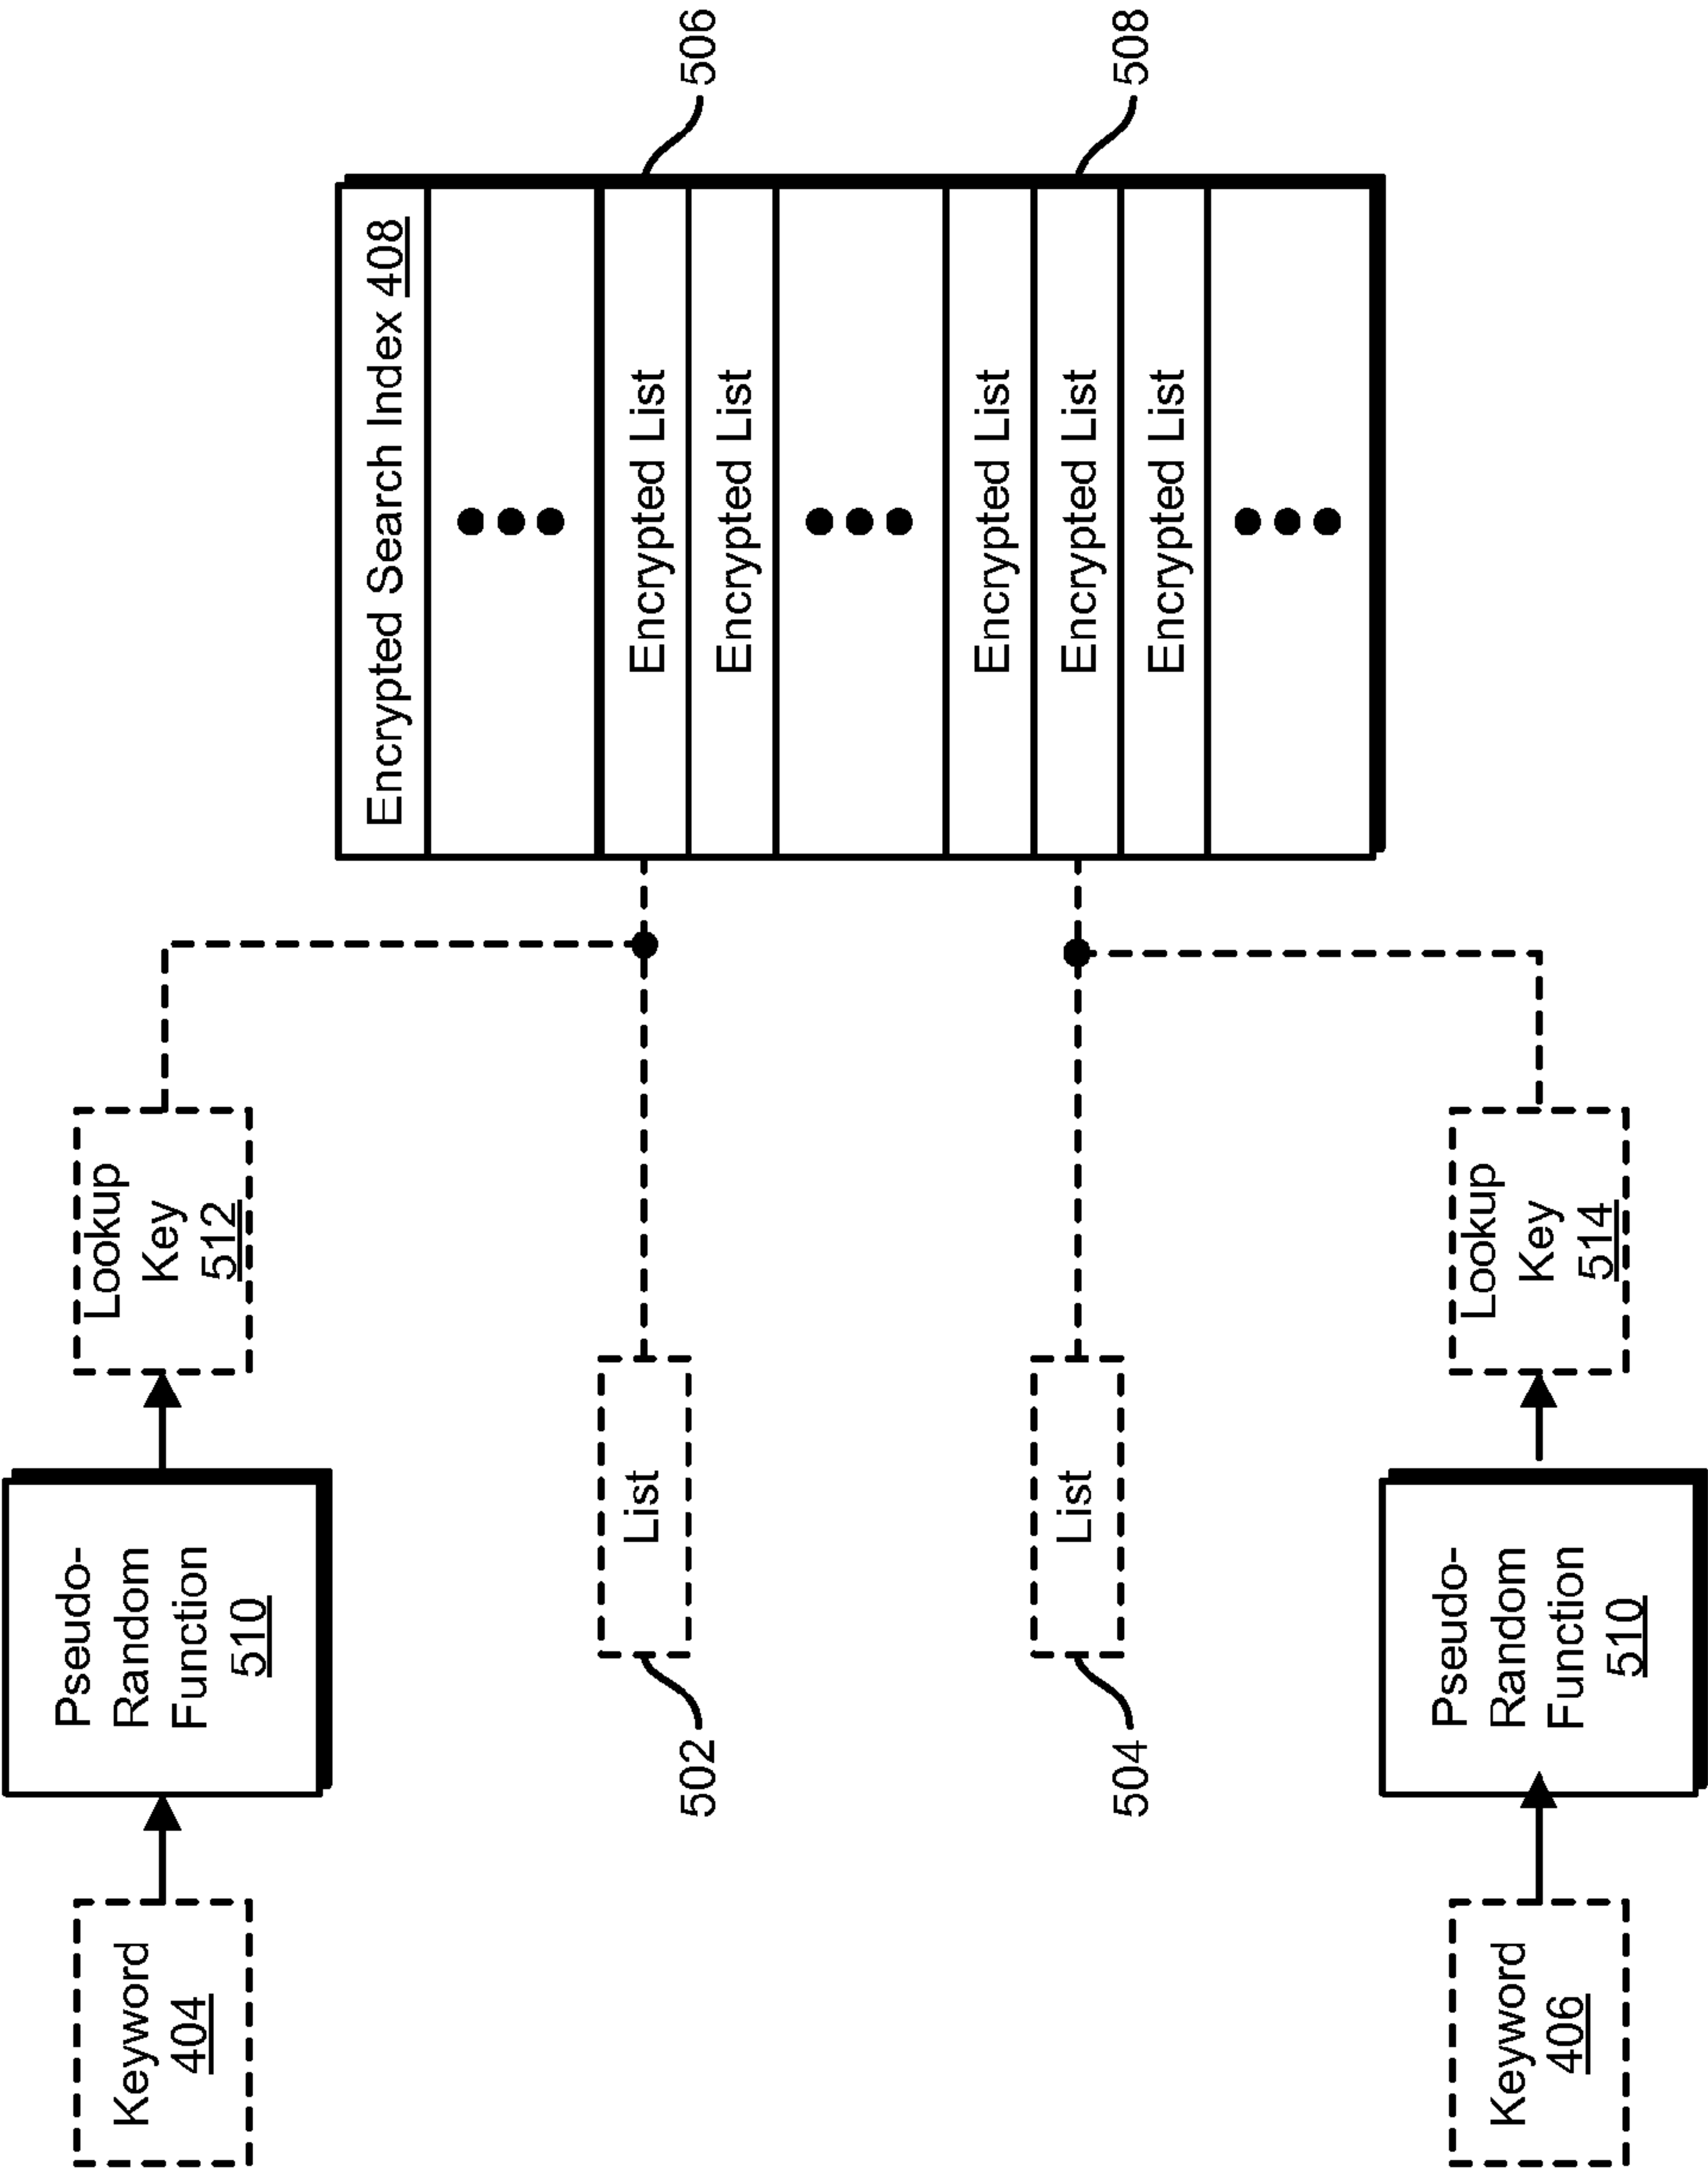 Keyword
404
Pseudo-
Random
Function
510
Lookup
Key
512
502
List
Encrypted Search Index 408
Encrypted List
506
Encrypted List
Encrypted List
Encrypted List
508
Encrypted List
504
List
Keyword
406
Pseudo-
Random
Function
510
Lookup
Key
514